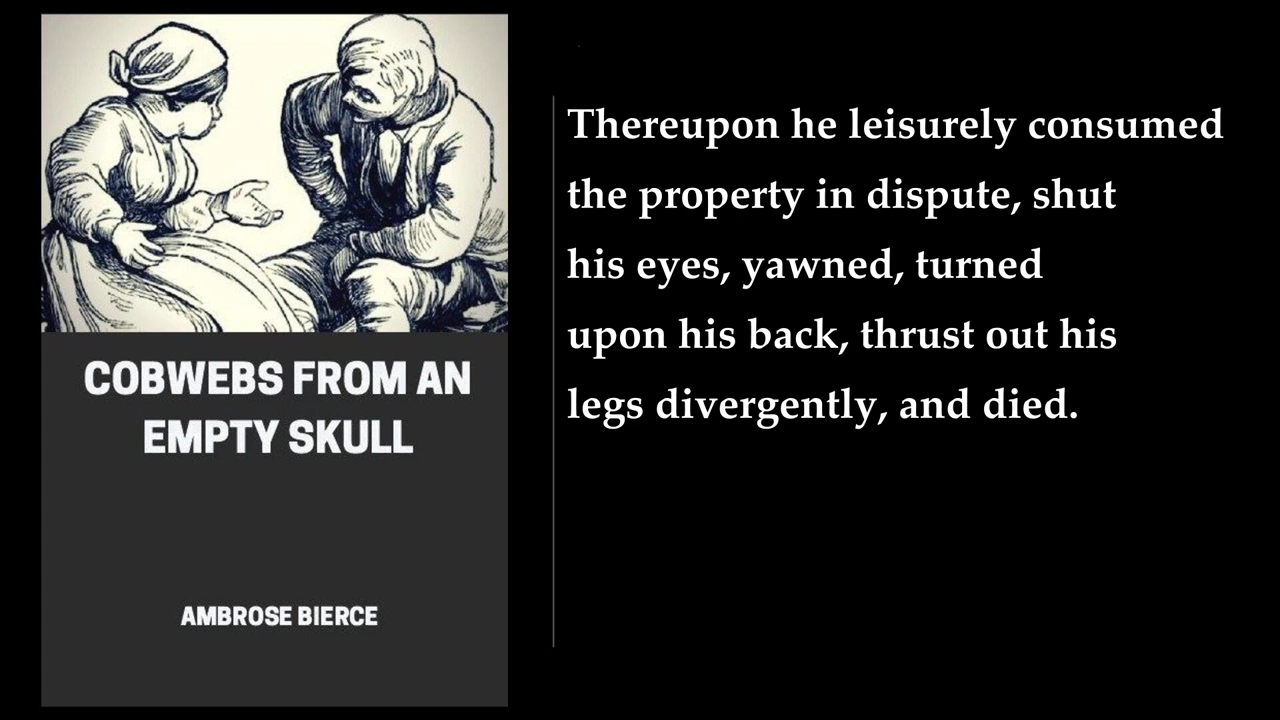 COBWEBS FROM AN
EMPTY SKULL
AMBROSE BIERCE
Thereupon he leisurely consumed
the property in dispute, shut
his eyes, yawned, turned
upon his back, thrust out his
legs divergently, and died.